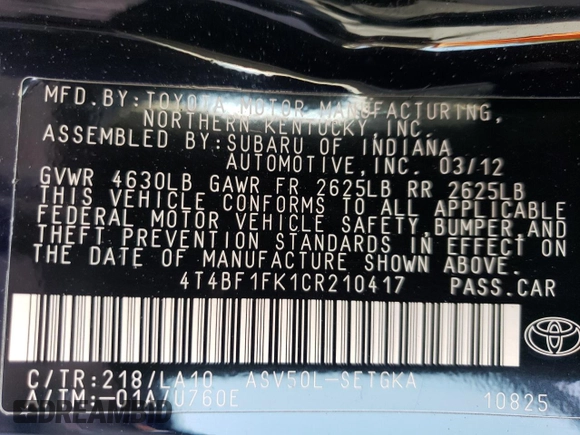 MFD.BY:TOYOTA MOTOR MANUFACTURING,
NORTHERN KENTUCKY,INC.
ASSEMBLED BY:SUBARU OF INDIANA
AUTOMOTIVE,INC. 03/12
GVWR 4630LB GAWR FR 2625LB RR 2625LB
THIS VEHICLE CONFORMS TO ALL APPLICABLE
FEDERAL MOTOR VEHICLE SAFETY,BUMPER,AND
THEFT PREVENTION STANDARDS IN EFFECT ON
THE DATE OF MANUFACTURE SHOWN ABOVE.
4T4BF1FK1CR210417 PASS.CAR
C/TR:218/LA10 ASV50L-SETGKA
A/TM:-01A/U760E 10825
EPICVIN